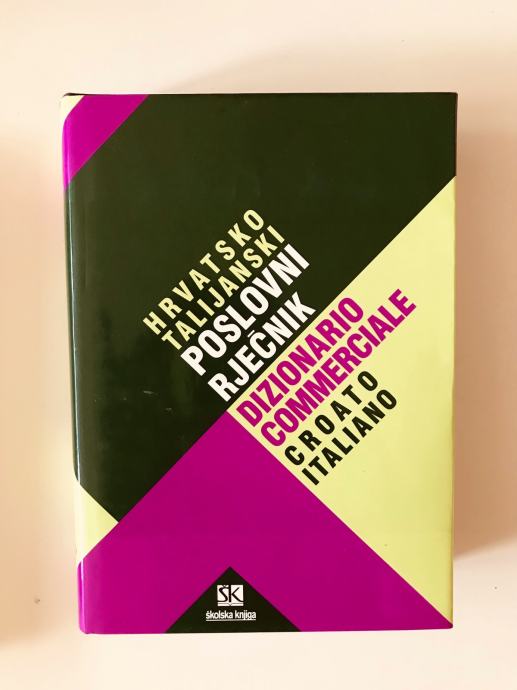 HRVATSKO
TALIJANSKI
POSLOVNI
RJEČNIK
DIZIONARIO
COMMERCIALE
CROATO
ITALIANO
ŠK
školska knjiga